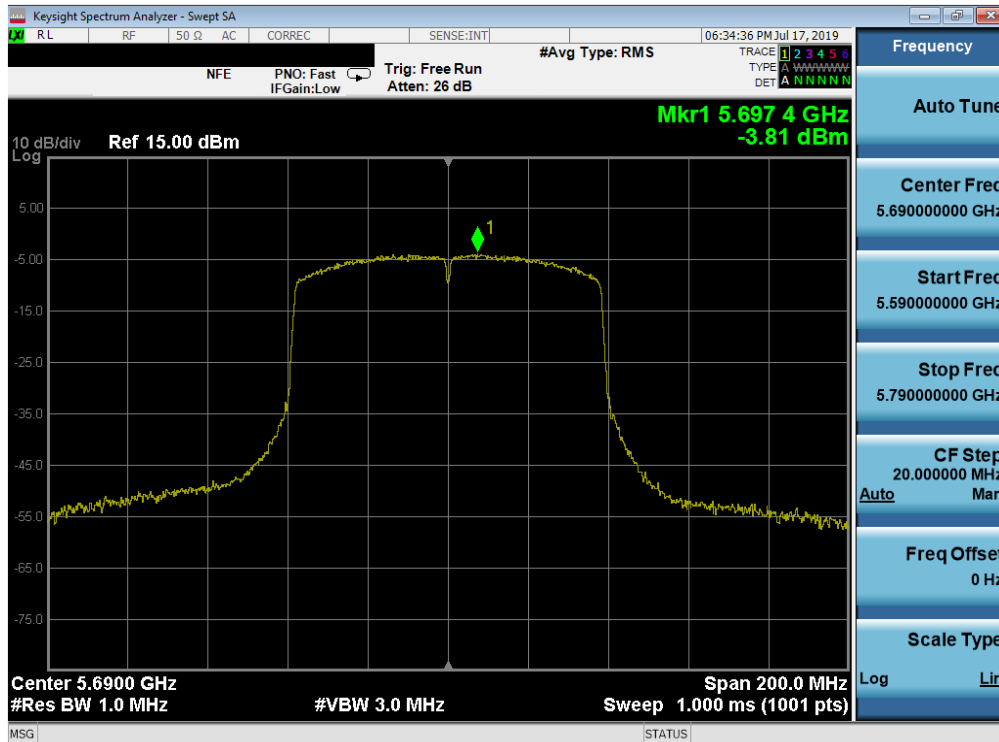 Keysight Spectrum Analyzer - Swept SA
LXI RL RF 50 Ω AC CORREC SENSE:INT 06:34:36 PM Jul 17, 2019
#Avg Type: RMS TRACE 1 2 3 4 5 6
NFE PNO: Fast Trig: Free Run TYPE A WWWWW
IFGain:Low Atten: 26 dB DET A N N N N N
Mkr1 5.697 4 GHz
10 dB/div Ref 15.00 dBm -3.81 dBm
Log
1
5.00
-5.00
-15.0
-25.0
-35.0
-45.0
-55.0
-65.0
-75.0
Center 5.6900 GHz Span 200.0 MHz
#Res BW 1.0 MHz #VBW 3.0 MHz Sweep 1.000 ms (1001 pts)
MSG STATUS
Frequency
Auto Tune
Center Freq
5.690000000 GHz
Start Freq
5.590000000 GHz
Stop Freq
5.790000000 GHz
CF Step
20.000000 MHz
Auto Man
Freq Offset
0 Hz
Scale Type
Log Lin